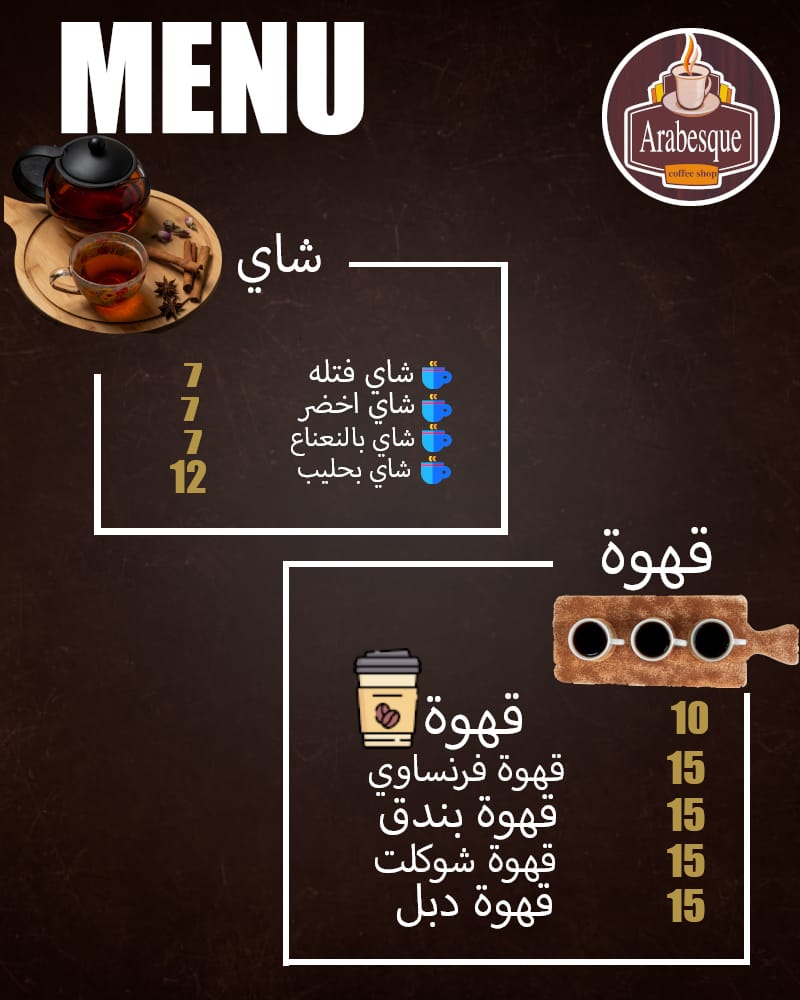 MENU
Arabesque
coffee shop
شاي
شاي فتله 7
شاي اخضر 7
شاي بالنعناع 7
شاي بحليب 12
قهوة
قهوة 10
قهوة فرنساوي 15
قهوة بندق 15
قهوة شوكلت 15
قهوة دبل 15